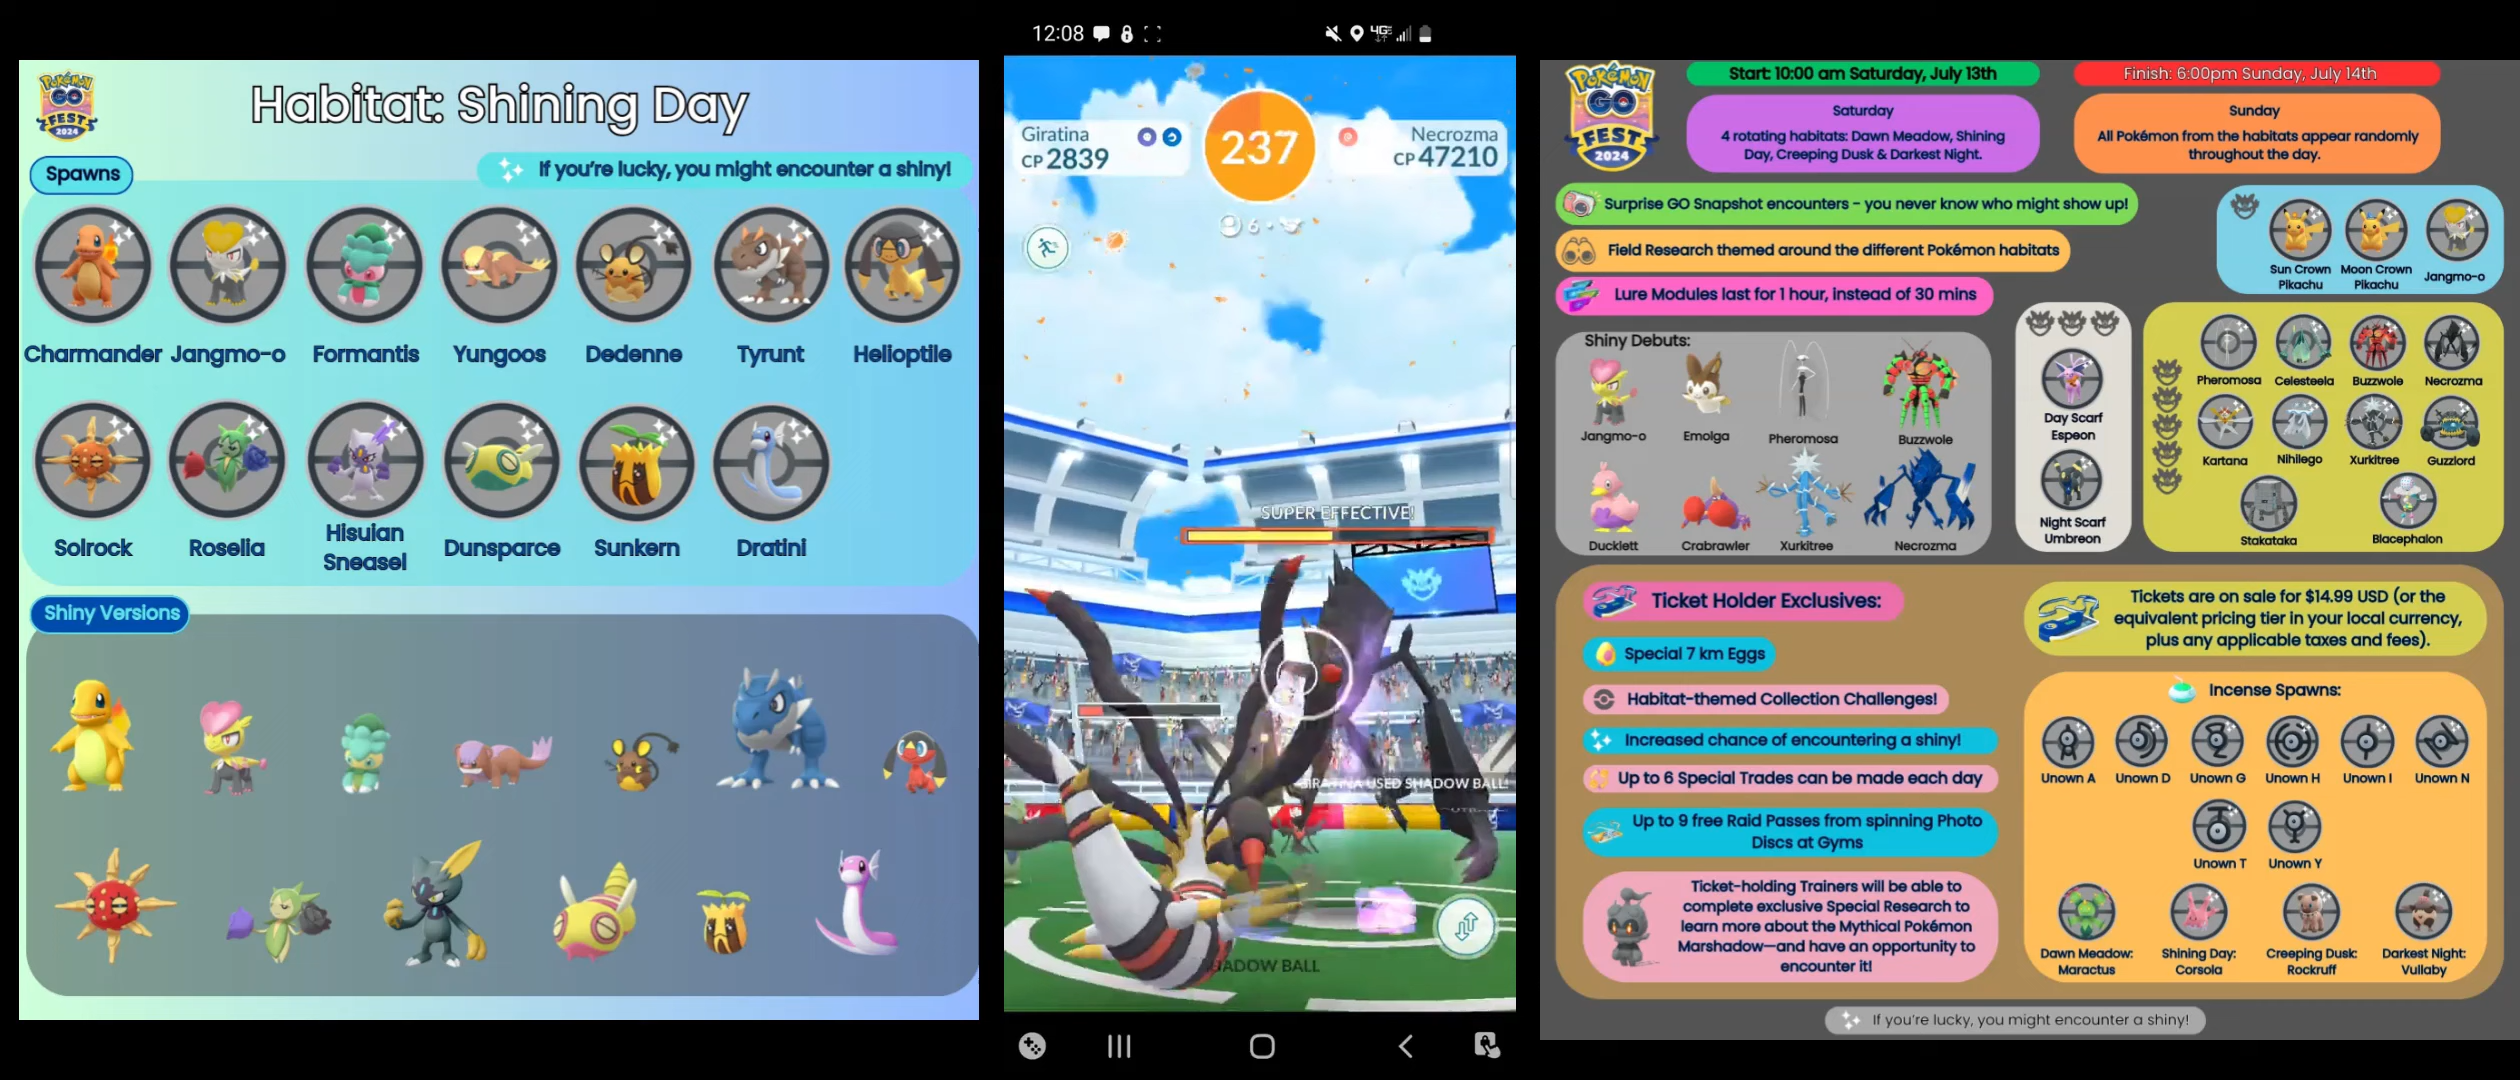 POKÉMON
GO
FEST
2024
Habitat: Shining Day
Spawns
If you're lucky, you might encounter a shiny!
Charmander
Jangmo-o
Formantis
Yungoos
Dedenne
Tyrunt
Helioptile
Solrock
Roselia
Hisuian
Sneasel
Dunsparce
Sunkern
Dratini
Shiny Versions
12:08
4GE
Giratina
CP 2839
237
Necrozma
CP 47210
6
SUPER EFFECTIVE!
GIRATINA USED SHADOW BALL!
SHADOW BALL
POKÉMON
GO
FEST
2024
Start: 10:00 am Saturday, July 13th
Finish: 6:00pm Sunday, July 14th
Saturday
4 rotating habitats: Dawn Meadow, Shining
Day, Creeping Dusk & Darkest Night.
Sunday
All Pokémon from the habitats appear randomly
throughout the day.
Surprise GO Snapshot encounters - you never know who might show up!
Field Research themed around the different Pokémon habitats
Lure Modules last for 1 hour, instead of 30 mins
Sun Crown
Pikachu
Moon Crown
Pikachu
Jangmo-o
Shiny Debuts:
Jangmo-o
Emolga
Pheromosa
Buzzwole
Ducklett
Crabrawler
Xurkitree
Necrozma
Day Scarf
Espeon
Night Scarf
Umbreon
Pheromosa
Celesteela
Buzzwole
Necrozma
Kartana
Nihilego
Xurkitree
Guzzlord
Stakataka
Blacephalon
Ticket Holder Exclusives:
Special 7 km Eggs
Habitat-themed Collection Challenges!
Increased chance of encountering a shiny!
Up to 6 Special Trades can be made each day
Up to 9 free Raid Passes from spinning Photo
Discs at Gyms
Ticket-holding Trainers will be able to
complete exclusive Special Research to
learn more about the Mythical Pokémon
Marshadow—and have an opportunity to
encounter it!
Tickets are on sale for $14.99 USD (or the
equivalent pricing tier in your local currency,
plus any applicable taxes and fees).
Incense Spawns:
Unown A
Unown D
Unown G
Unown H
Unown I
Unown N
Unown T
Unown Y
Dawn Meadow:
Maractus
Shining Day:
Corsola
Creeping Dusk:
Rockruff
Darkest Night:
Vullaby
If you're lucky, you might encounter a shiny!